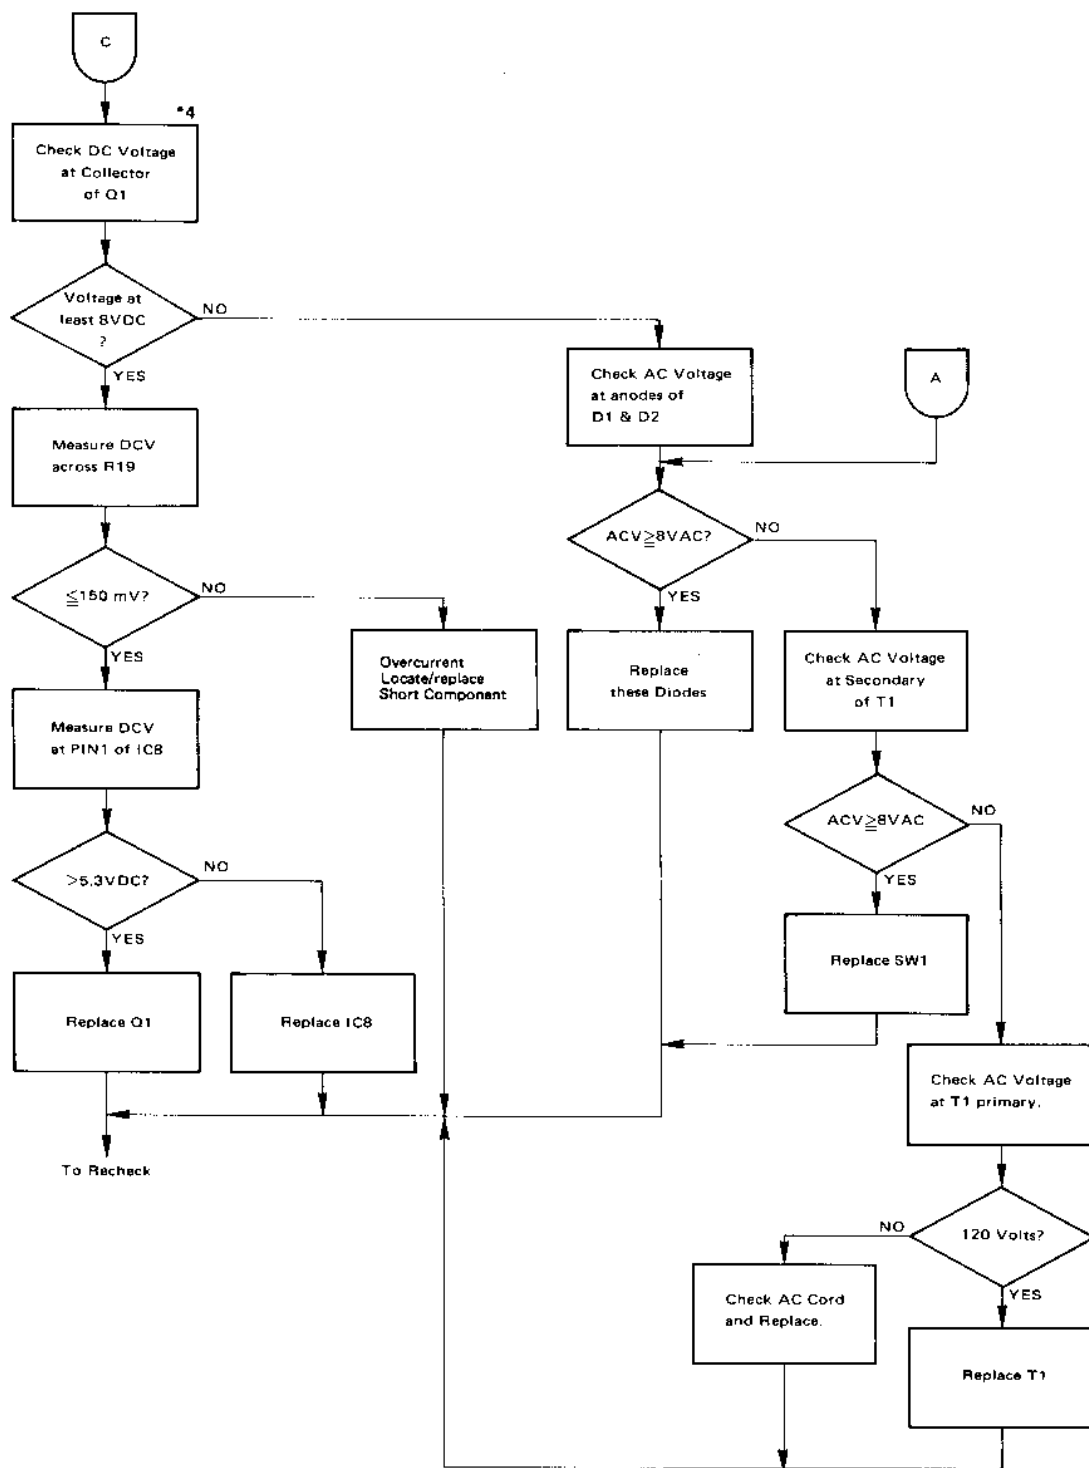 C
*4
Check DC Voltage
at Collector
of Q1
Voltage at
least 8VDC
?
NO
YES
Check AC Voltage
at anodes of
D1 & D2
A
Measure DCV
across R19
ACV≧8VAC?
NO
YES
≦150 mV?
NO
YES
Overcurrent
Locate/replace
Short Component
Replace
these Diodes
Check AC Voltage
at Secondary
of T1
Measure DCV
at PIN1 of IC8
ACV≧8VAC
NO
YES
>5.3VDC?
NO
YES
Replace SW1
Replace Q1
Replace IC8
Check AC Voltage
at T1 primary.
To Recheck
120 Volts?
NO
YES
Check AC Cord
and Replace.
Replace T1